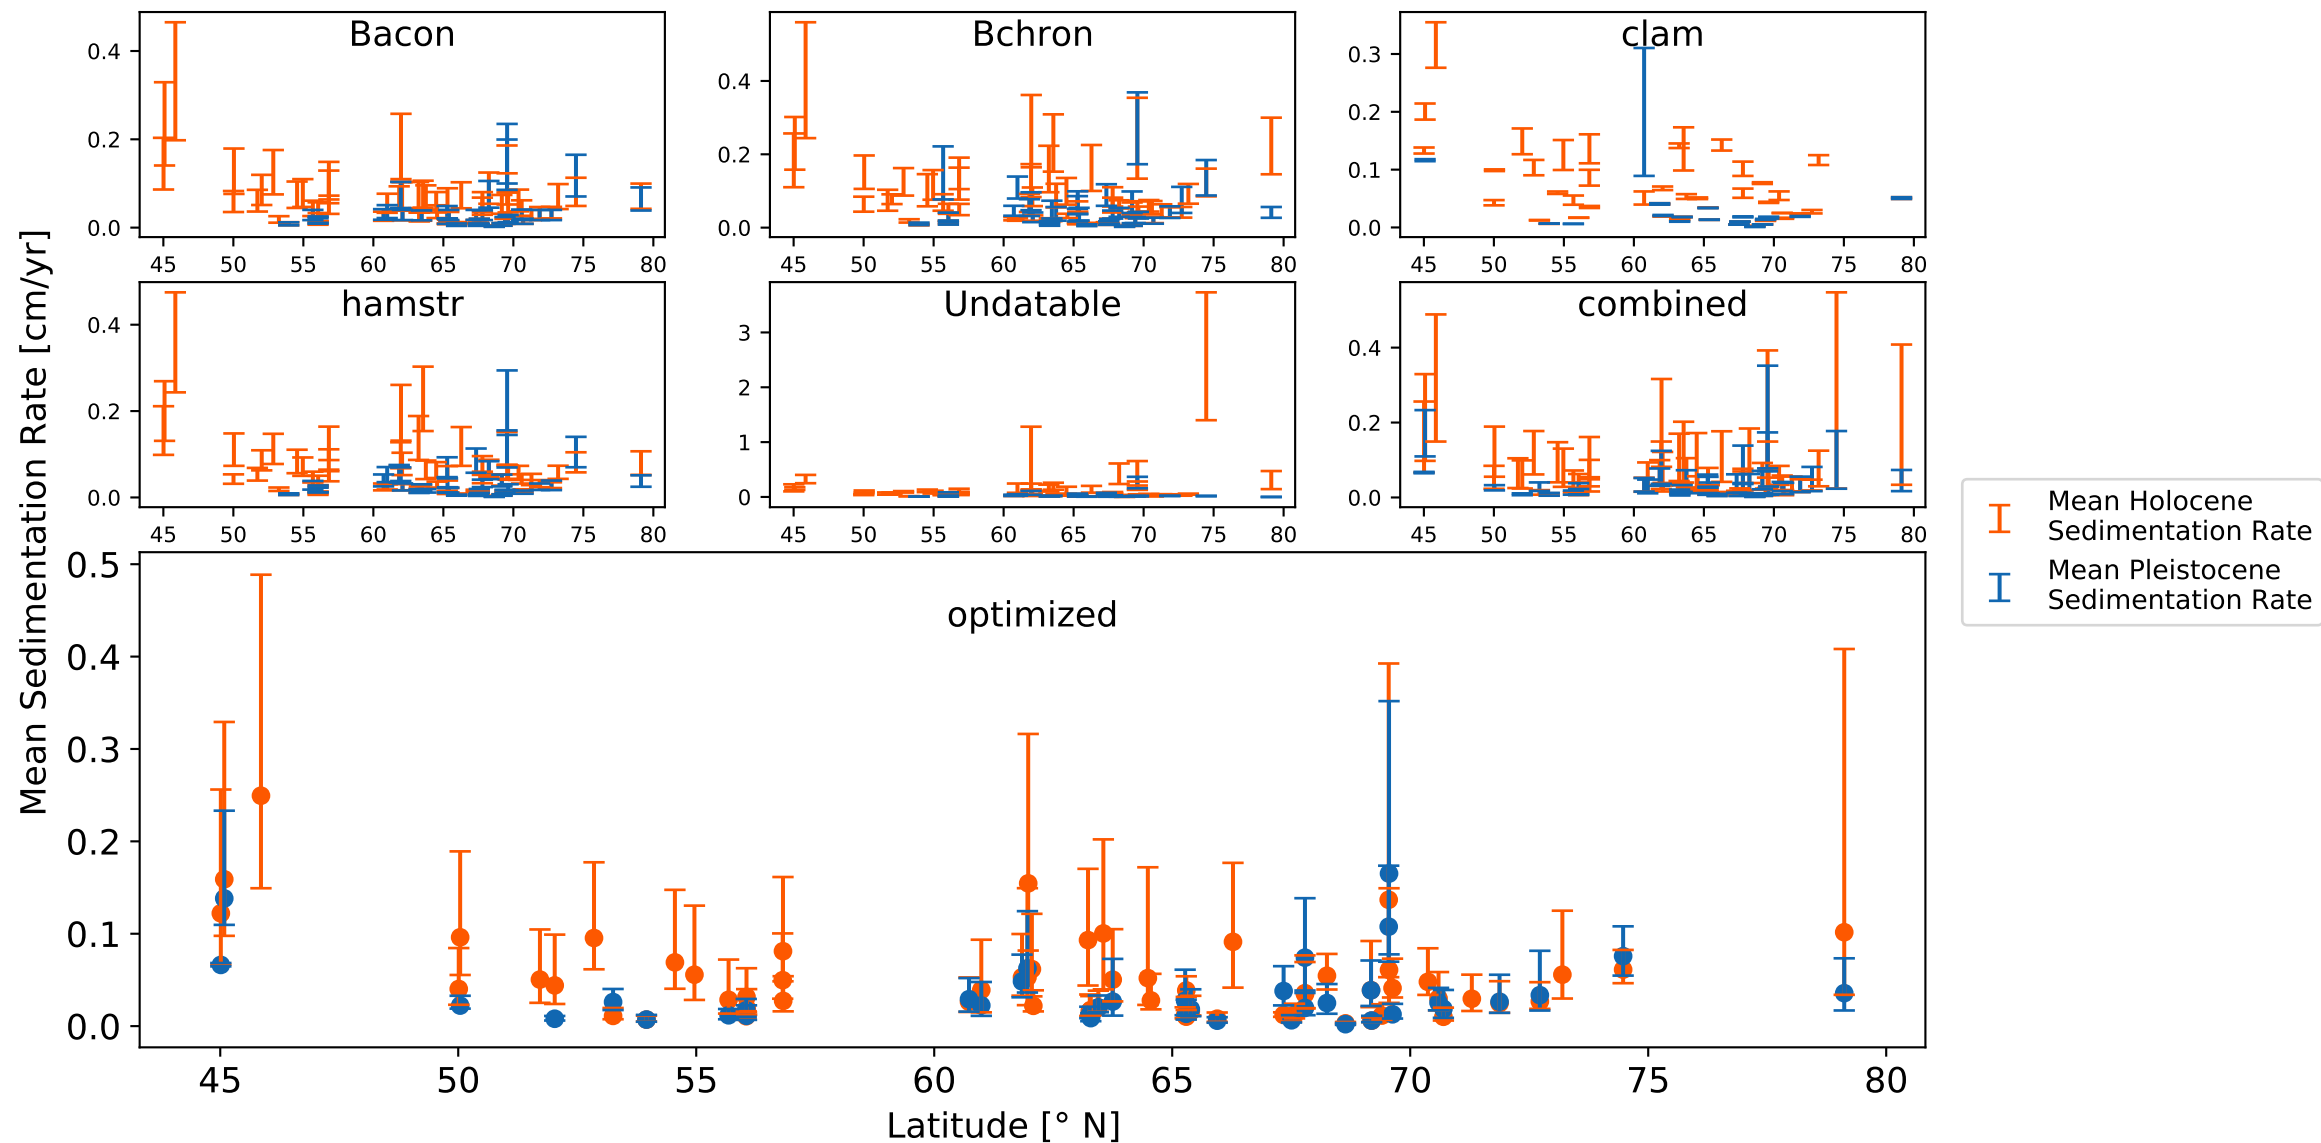 Bacon
0.4
0.2
0.0
45 50 55 60 65 70 75 80
Bchron
0.4
0.2
0.0
45 50 55 60 65 70 75 80
clam
0.3
0.2
0.1
0.0
45 50 55 60 65 70 75 80
hamstr
0.4
0.2
0.0
45 50 55 60 65 70 75 80
Undatable
3
2
1
0
45 50 55 60 65 70 75 80
combined
0.4
0.2
0.0
45 50 55 60 65 70 75 80
Mean Sedimentation Rate [cm/yr]
optimized
0.5
0.4
0.3
0.2
0.1
0.0
45 50 55 60 65 70 75 80
Latitude [° N]
Mean Holocene
Sedimentation Rate
Mean Pleistocene
Sedimentation Rate